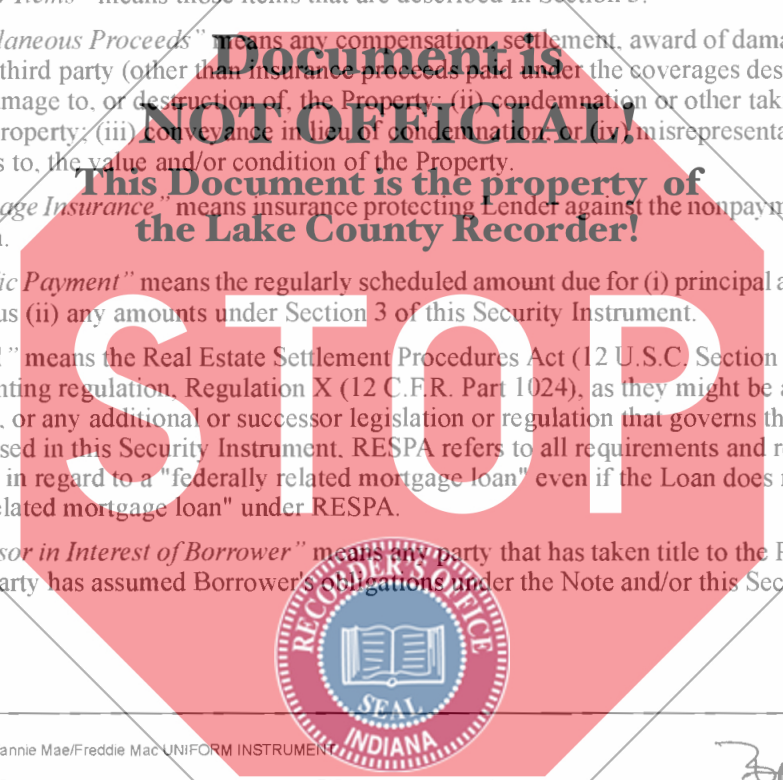 Items" means those items that are described in Section 3.
laneous Proceeds" means any compensation, settlement, award of dama
third party (other than insurance proceeds paid under the coverages des
amage to, or destruction of, the Property; (ii) condemnation or other tak
roperty; (iii) conveyance in lieu of condemnation; or (iv) misrepresenta
s to, the value and/or condition of the Property.
age Insurance" means insurance protecting Lender against the nonpaym
n.
ic Payment" means the regularly scheduled amount due for (i) principal a
us (ii) any amounts under Section 3 of this Security Instrument.
" means the Real Estate Settlement Procedures Act (12 U.S.C. Section
nting regulation, Regulation X (12 C.F.R. Part 1024), as they might be a
, or any additional or successor legislation or regulation that governs th
sed in this Security Instrument. RESPA refers to all requirements and re
in regard to a "federally related mortgage loan" even if the Loan does n
elated mortgage loan" under RESPA.
sor in Interest of Borrower" means any party that has taken title to the P
arty has assumed Borrower's obligations under the Note and/or this Sec
annie Mae/Freddie Mac UNIFORM INSTRUMENT
Document is
NOT OFFICIAL!
This Document is the property of
the Lake County Recorder!
STOP
RECORDER'S OFFICE
SEAL
INDIANA